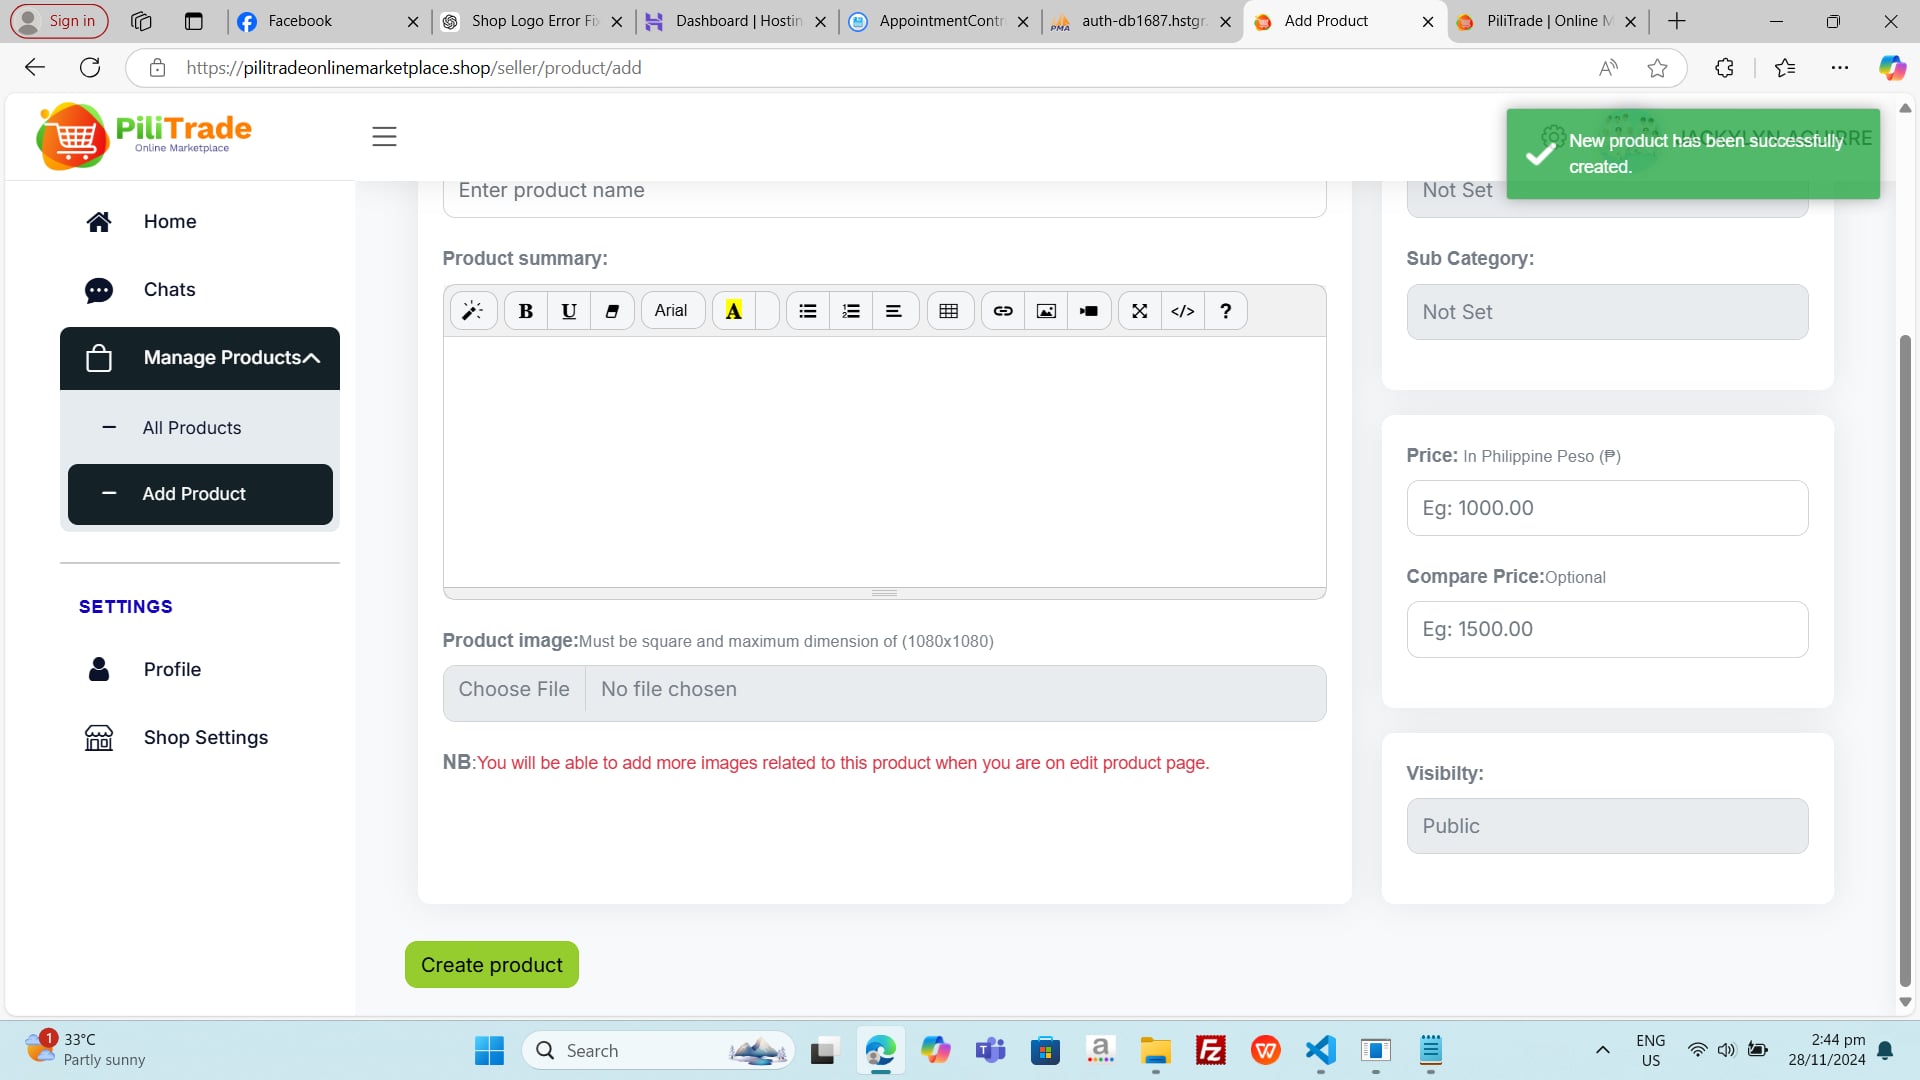 Sign in
Facebook
Shop Logo Error Fi
Dashboard | Hostin
AppointmentContr
auth-db1687.hstgr.
Add Product
PiliTrade | Online M
https://pilitradeonlinemarketplace.shop/seller/product/add
PiliTrade
Online Marketplace
JACKYLYN AGUIRRE
New product has been successfully
created.
Home
Chats
Manage Products
All Products
Add Product
SETTINGS
Profile
Shop Settings
Enter product name
Product summary:
B U Arial A </> ?
Product image:Must be square and maximum dimension of (1080x1080)
Choose File No file chosen
NB:You will be able to add more images related to this product when you are on edit product page.
Create product
Not Set
Sub Category:
Not Set
Price: In Philippine Peso (₱)
Eg: 1000.00
Compare Price:Optional
Eg: 1500.00
Visibilty:
Public
1
33°C
Partly sunny
Search
ENG
US
2:44 pm
28/11/2024